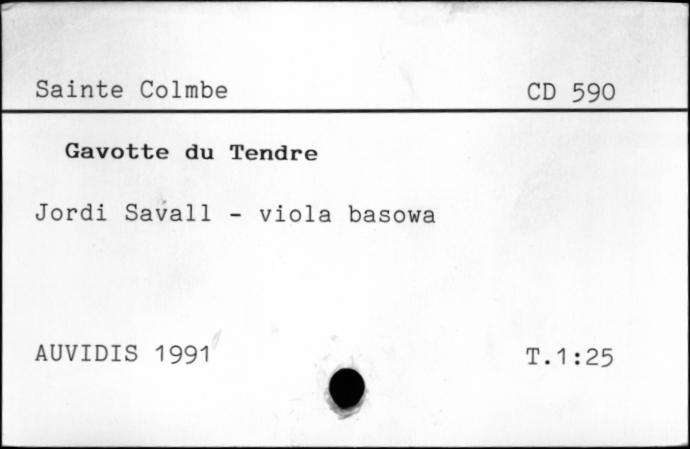 Sainte Colmbe CD 590
Gavotte du Tendre
Jordi Savall - viola basowa
AUVIDIS 1991 T.1:25